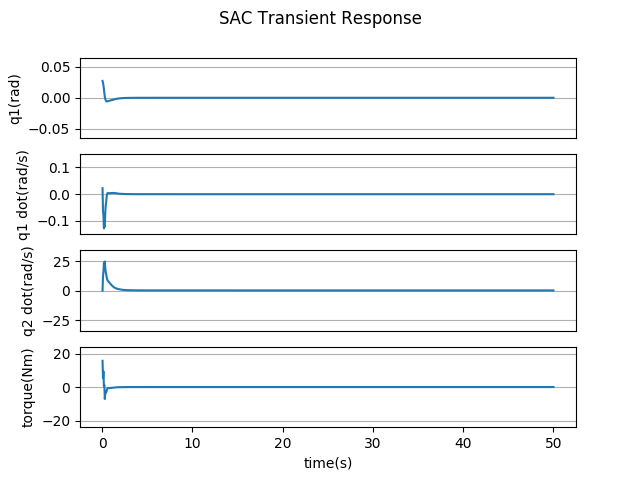 SAC Transient Response
q1(rad)
0.05
0.00
−0.05
q1 dot(rad/s)
0.1
0.0
−0.1
q2 dot(rad/s)
25
0
−25
torque(Nm)
20
0
−20
0 10 20 30 40 50
time(s)